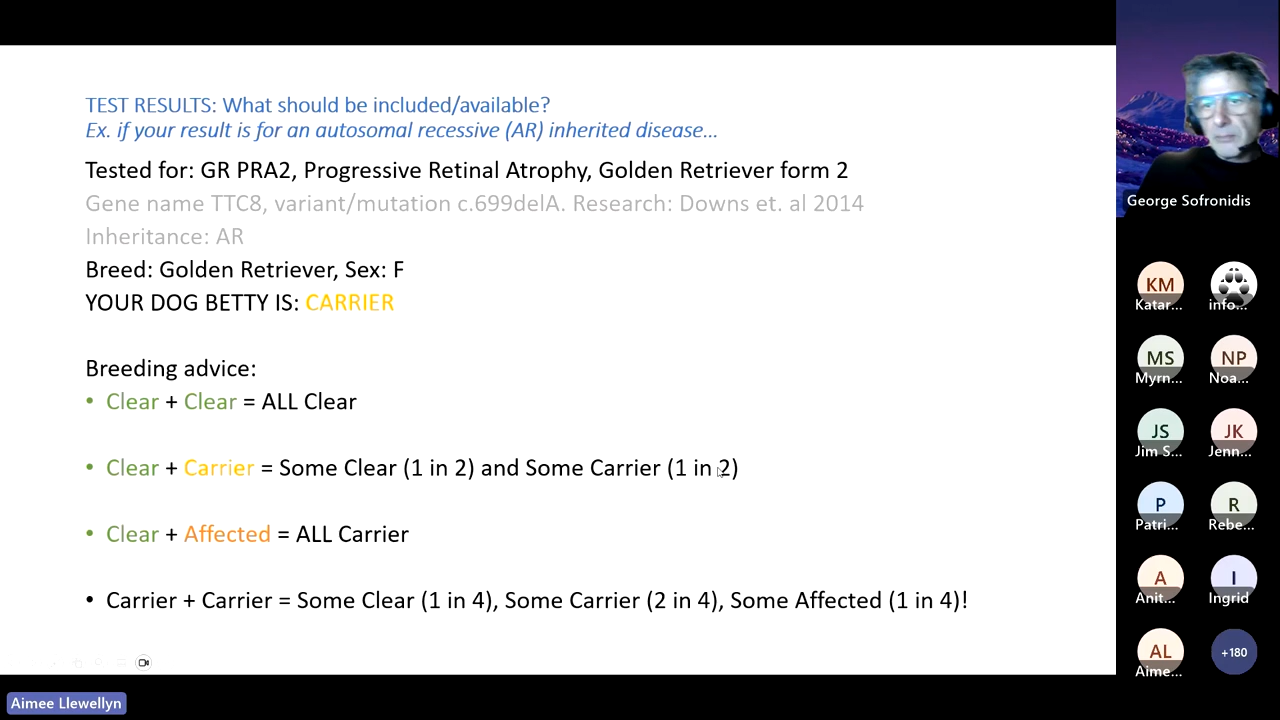 TEST RESULTS: What should be included/available?
Ex. if your result is for an autosomal recessive (AR) inherited disease...
Tested for: GR PRA2, Progressive Retinal Atrophy, Golden Retriever form 2
Gene name TTC8, variant/mutation c.699delA. Research: Downs et. al 2014
Inheritance: AR
Breed: Golden Retriever, Sex: F
YOUR DOG BETTY IS: CARRIER
Breeding advice:
• Clear + Clear = ALL Clear
• Clear + Carrier = Some Clear (1 in 2) and Some Carrier (1 in 2)
• Clear + Affected = ALL Carrier
• Carrier + Carrier = Some Clear (1 in 4), Some Carrier (2 in 4), Some Affected (1 in 4)!
Aimee Llewellyn
George Sofronidis
KM
Katar...
info...
MS
Myrn...
NP
Noa...
JS
Jim S...
JK
Jenn...
P
Patri...
R
Rebe...
A
Anit...
I
Ingrid
AL
Aime...
+180